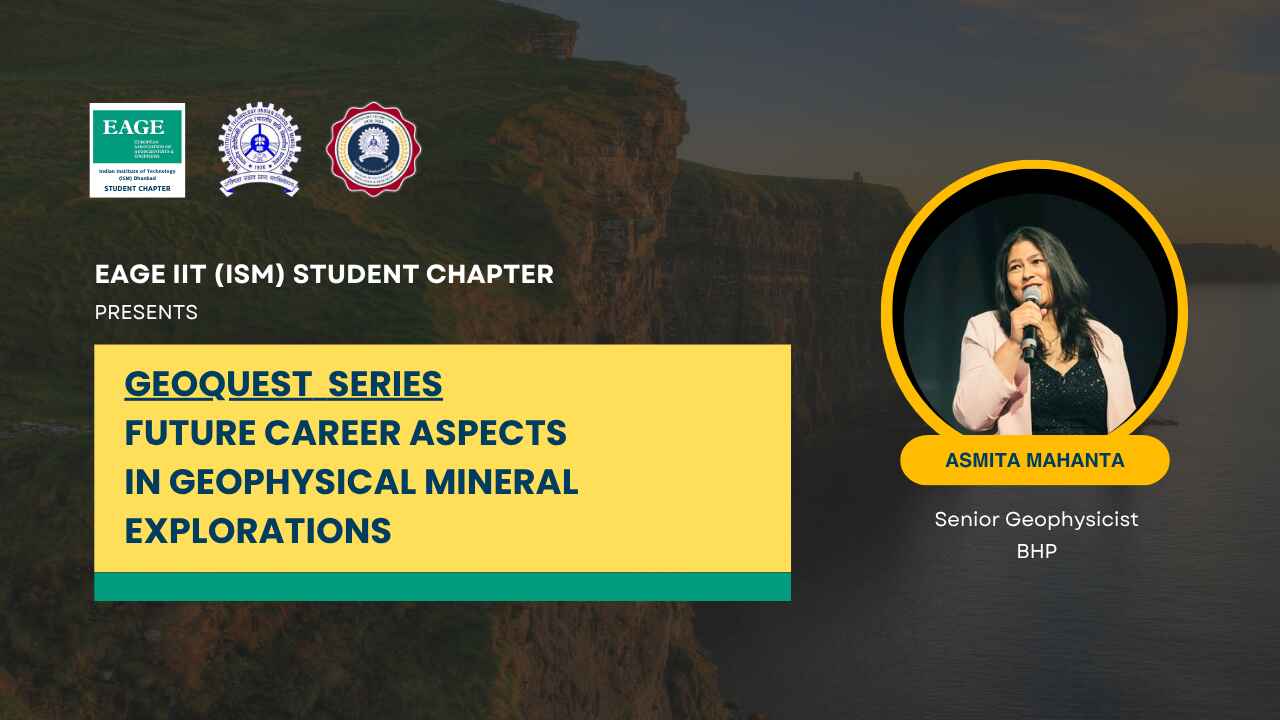 EAGE
EUROPEAN
ASSOCIATION OF
GEOSCIENTISTS &
ENGINEERS
Indian Institute of Technology
(ISM) Dhanbad
STUDENT CHAPTER
1926
EAGE IIT (ISM) STUDENT CHAPTER
PRESENTS
GEOQUEST SERIES
FUTURE CAREER ASPECTS
IN GEOPHYSICAL MINERAL
EXPLORATIONS
ASMITA MAHANTA
Senior Geophysicist
BHP